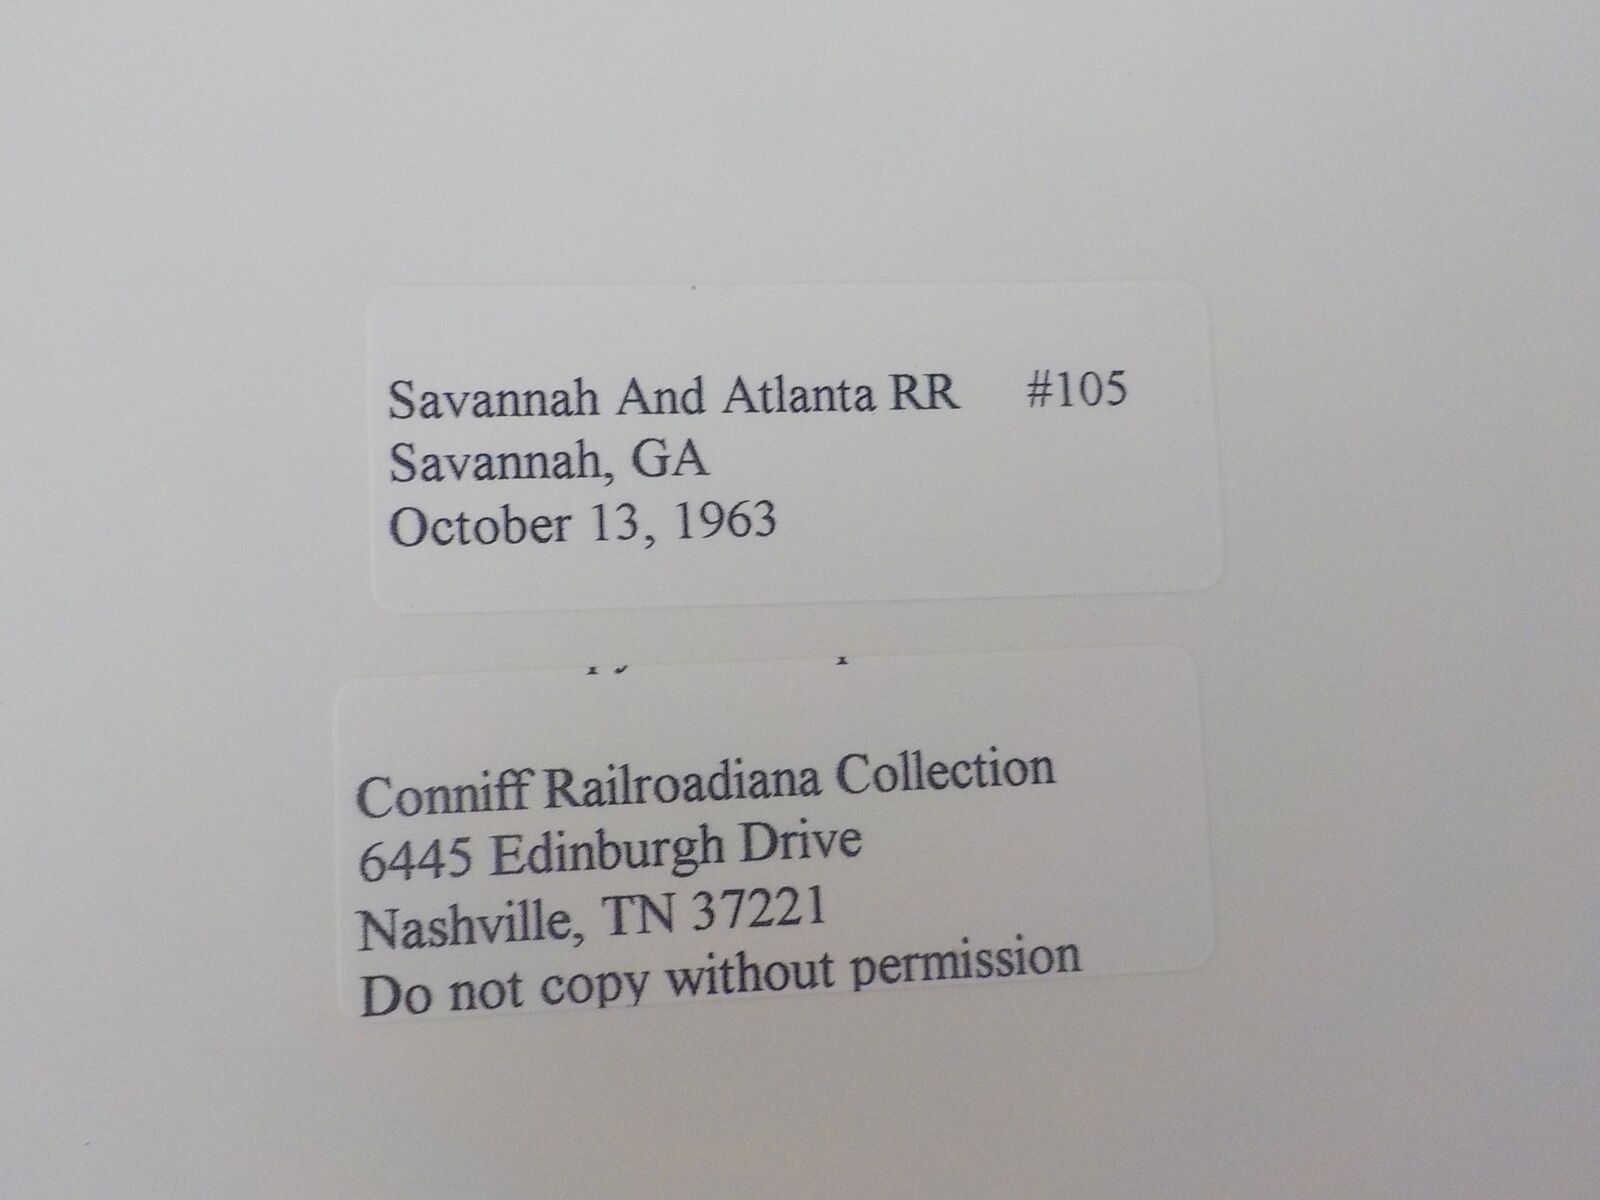 Savannah And Atlanta RR #105
Savannah, GA
October 13, 1963
Conniff Railroadiana Collection
6445 Edinburgh Drive
Nashville, TN 37221
Do not copy without permission